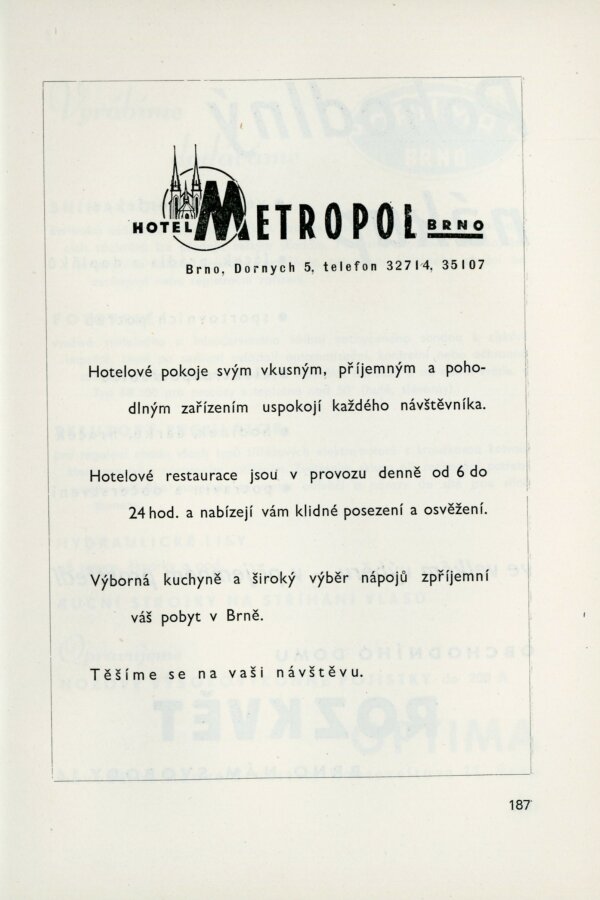 HOTEL METROPOL BRNO
Brno, Dornych 5, telefon 32714, 35107
Hotelové pokoje svým vkusným, příjemným a poho-
dlným zařízením uspokojí každého návštěvníka.
Hotelové restaurace jsou v provozu denně od 6 do
24 hod. a nabízejí vám klidné posezení a osvěžení.
Výborná kuchyně a široký výběr nápojů zpříjemní
váš pobyt v Brně.
Těšíme se na vaši návštěvu.
187